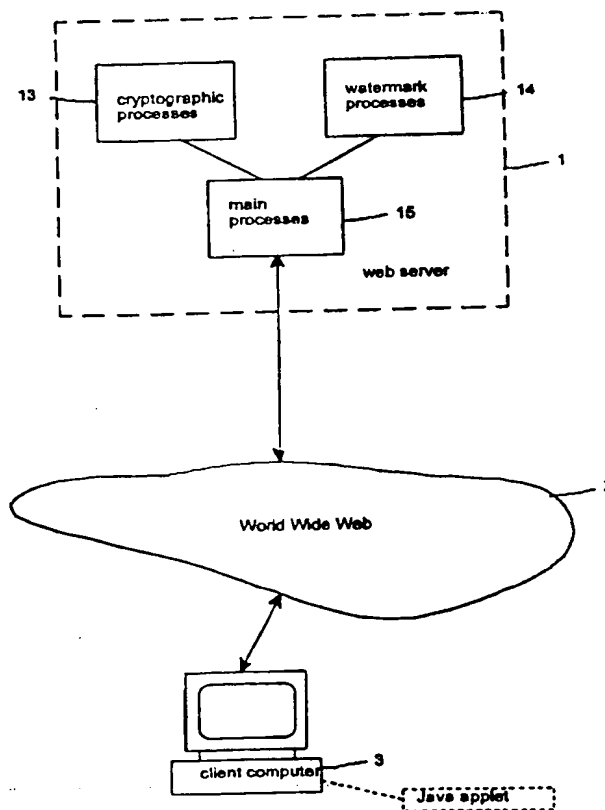 13
cryptographic
processes
watermark
processes
14
1
main
processes
15
web server
World Wide Web
client computer
3
Java applet